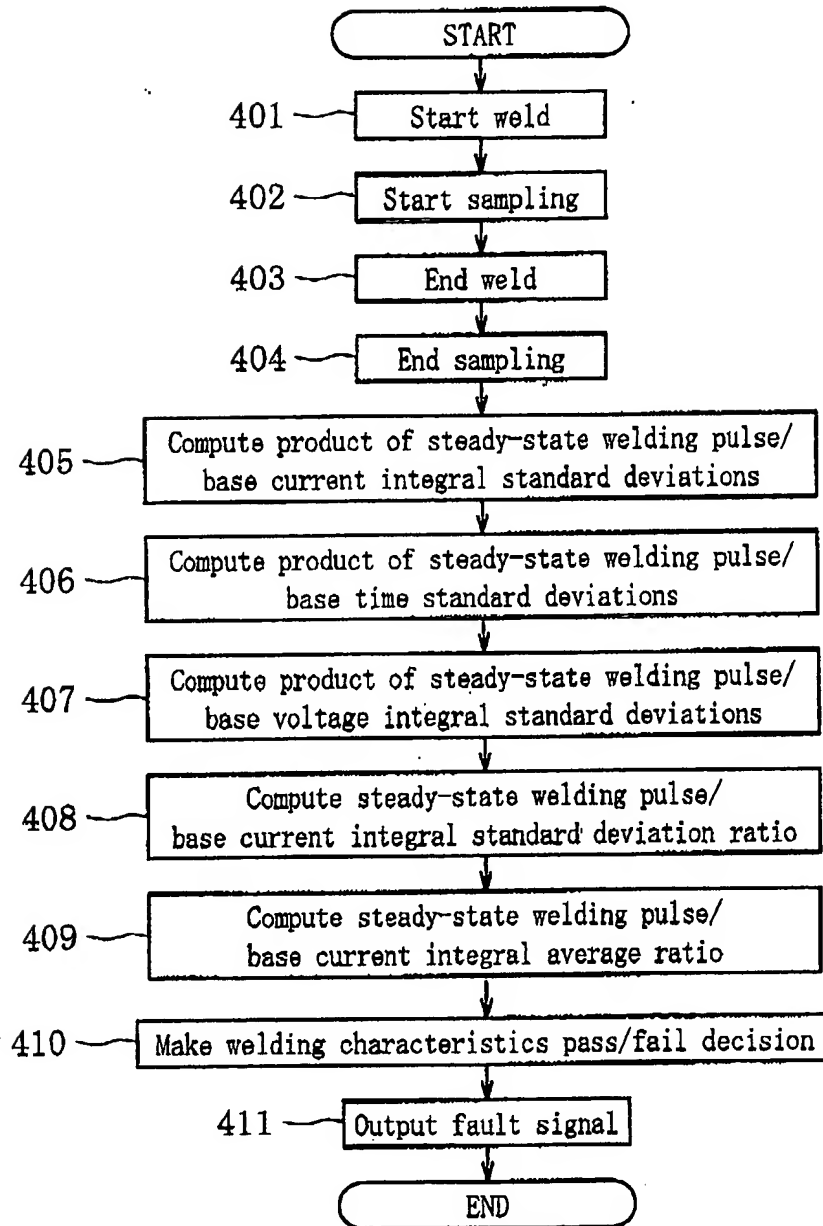 START
401
Start weld
402
Start sampling
403
End weld
404
End sampling
405
Compute product of steady-state welding pulse/
base current integral standard deviations
406
Compute product of steady-state welding pulse/
base time standard deviations
407
Compute product of steady-state welding pulse/
base voltage integral standard deviations
408
Compute steady-state welding pulse/
base current integral standard deviation ratio
409
Compute steady-state welding pulse/
base current integral average ratio
410
Make welding characteristics pass/fail decision
411
Output fault signal
END